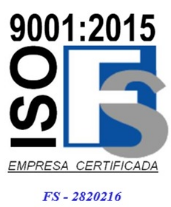 9001:2015
ISO
FS
EMPRESA CERTIFICADA
FS - 2820216